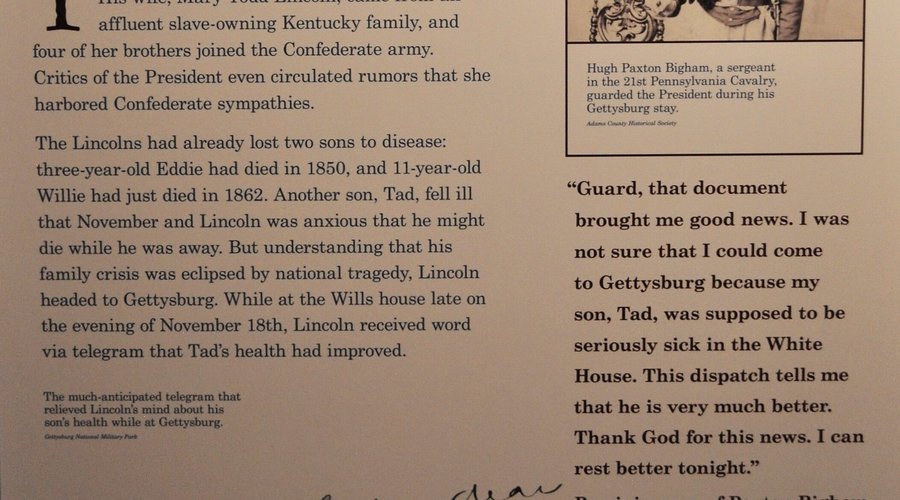 His wife, Mary Todd Lincoln, came from an
affluent slave-owning Kentucky family, and
four of her brothers joined the Confederate army.
Critics of the President even circulated rumors that she
harbored Confederate sympathies.
The Lincolns had already lost two sons to disease:
three-year-old Eddie had died in 1850, and 11-year-old
Willie had just died in 1862. Another son, Tad, fell ill
that November and Lincoln was anxious that he might
die while he was away. But understanding that his
family crisis was eclipsed by national tragedy, Lincoln
headed to Gettysburg. While at the Wills house late on
the evening of November 18th, Lincoln received word
via telegram that Tad's health had improved.
The much-anticipated telegram that
relieved Lincoln's mind about his
son's health while at Gettysburg.
Gettysburg National Military Park
Hugh Paxton Bigham, a sergeant
in the 21st Pennsylvania Cavalry,
guarded the President during his
Gettysburg stay.
Adams County Historical Society
“Guard, that document
brought me good news. I was
not sure that I could come
to Gettysburg because my
son, Tad, was supposed to be
seriously sick in the White
House. This dispatch tells me
that he is very much better.
Thank God for this news. I can
rest better tonight.”